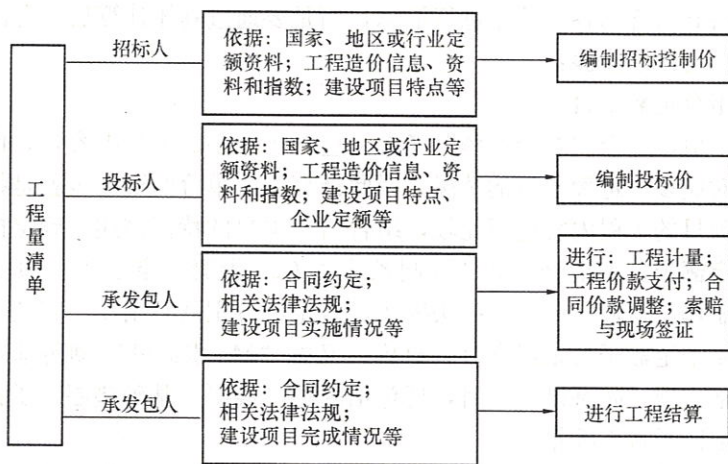 工程量清单
招标人
依据：国家、地区或行业定
额资料；工程造价信息、资
料和指数；建设项目特点等
编制招标控制价
投标人
依据：国家、地区或行业定
额资料；工程造价信息、资
料和指数；建设项目特点、
企业定额等
编制投标价
承发包人
依据：合同约定；
相关法律法规；
建设项目实施情况等
进行：工程计量；
工程价款支付；合
同价款调整；索赔
与现场签证
承发包人
依据：合同约定；
相关法律法规；
建设项目完成情况等
进行工程结算